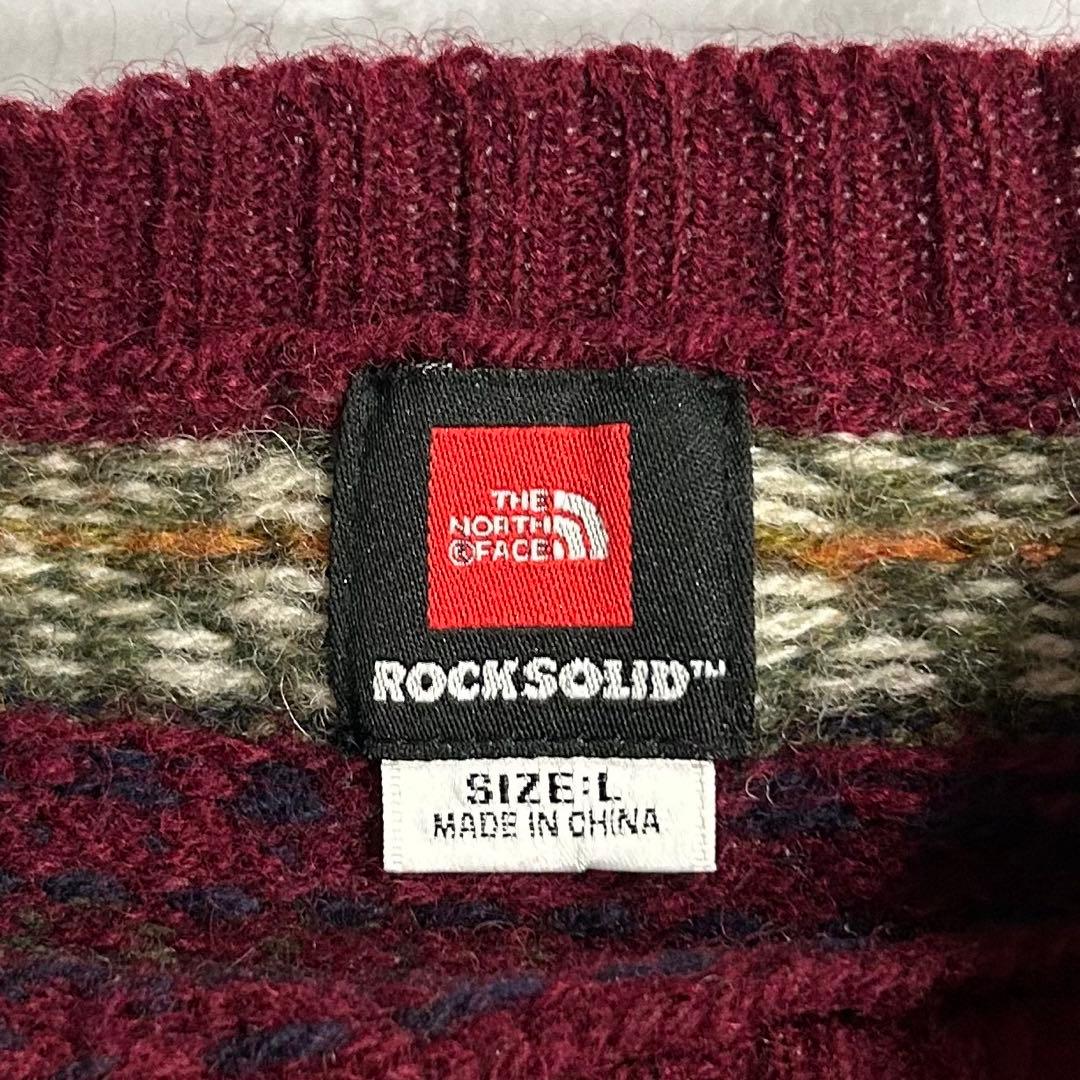 THE
NORTH
®FACE
ROCKSOLID™
SIZE:L
MADE IN CHINA